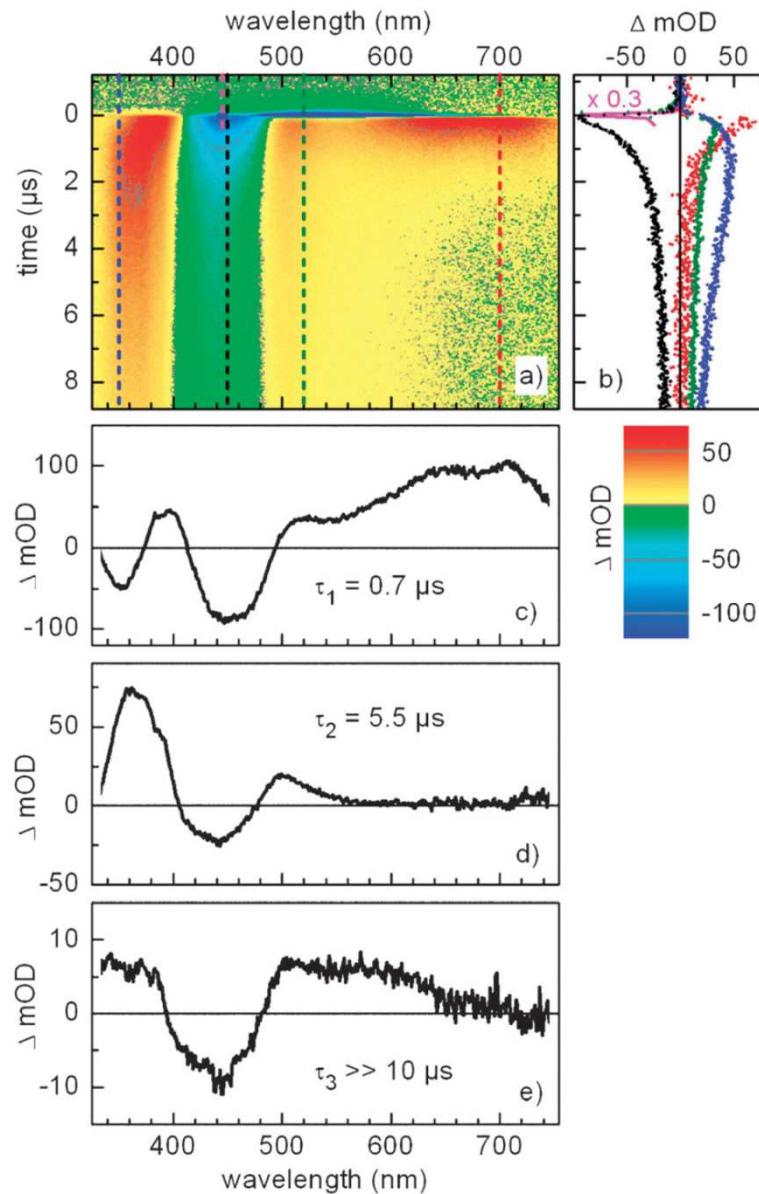 wavelength (nm)
400 500 600 700
Δ mOD
-50 0 50
time (μs)
0
2
4
6
8
x 0.3
a)
b)
Δ mOD
100
0
-100
τ1 = 0.7 μs
c)
Δ mOD
50
0
-50
-100
Δ mOD
50
0
-50
τ2 = 5.5 μs
d)
Δ mOD
10
0
-10
τ3 >> 10 μs
e)
400 500 600 700
wavelength (nm)